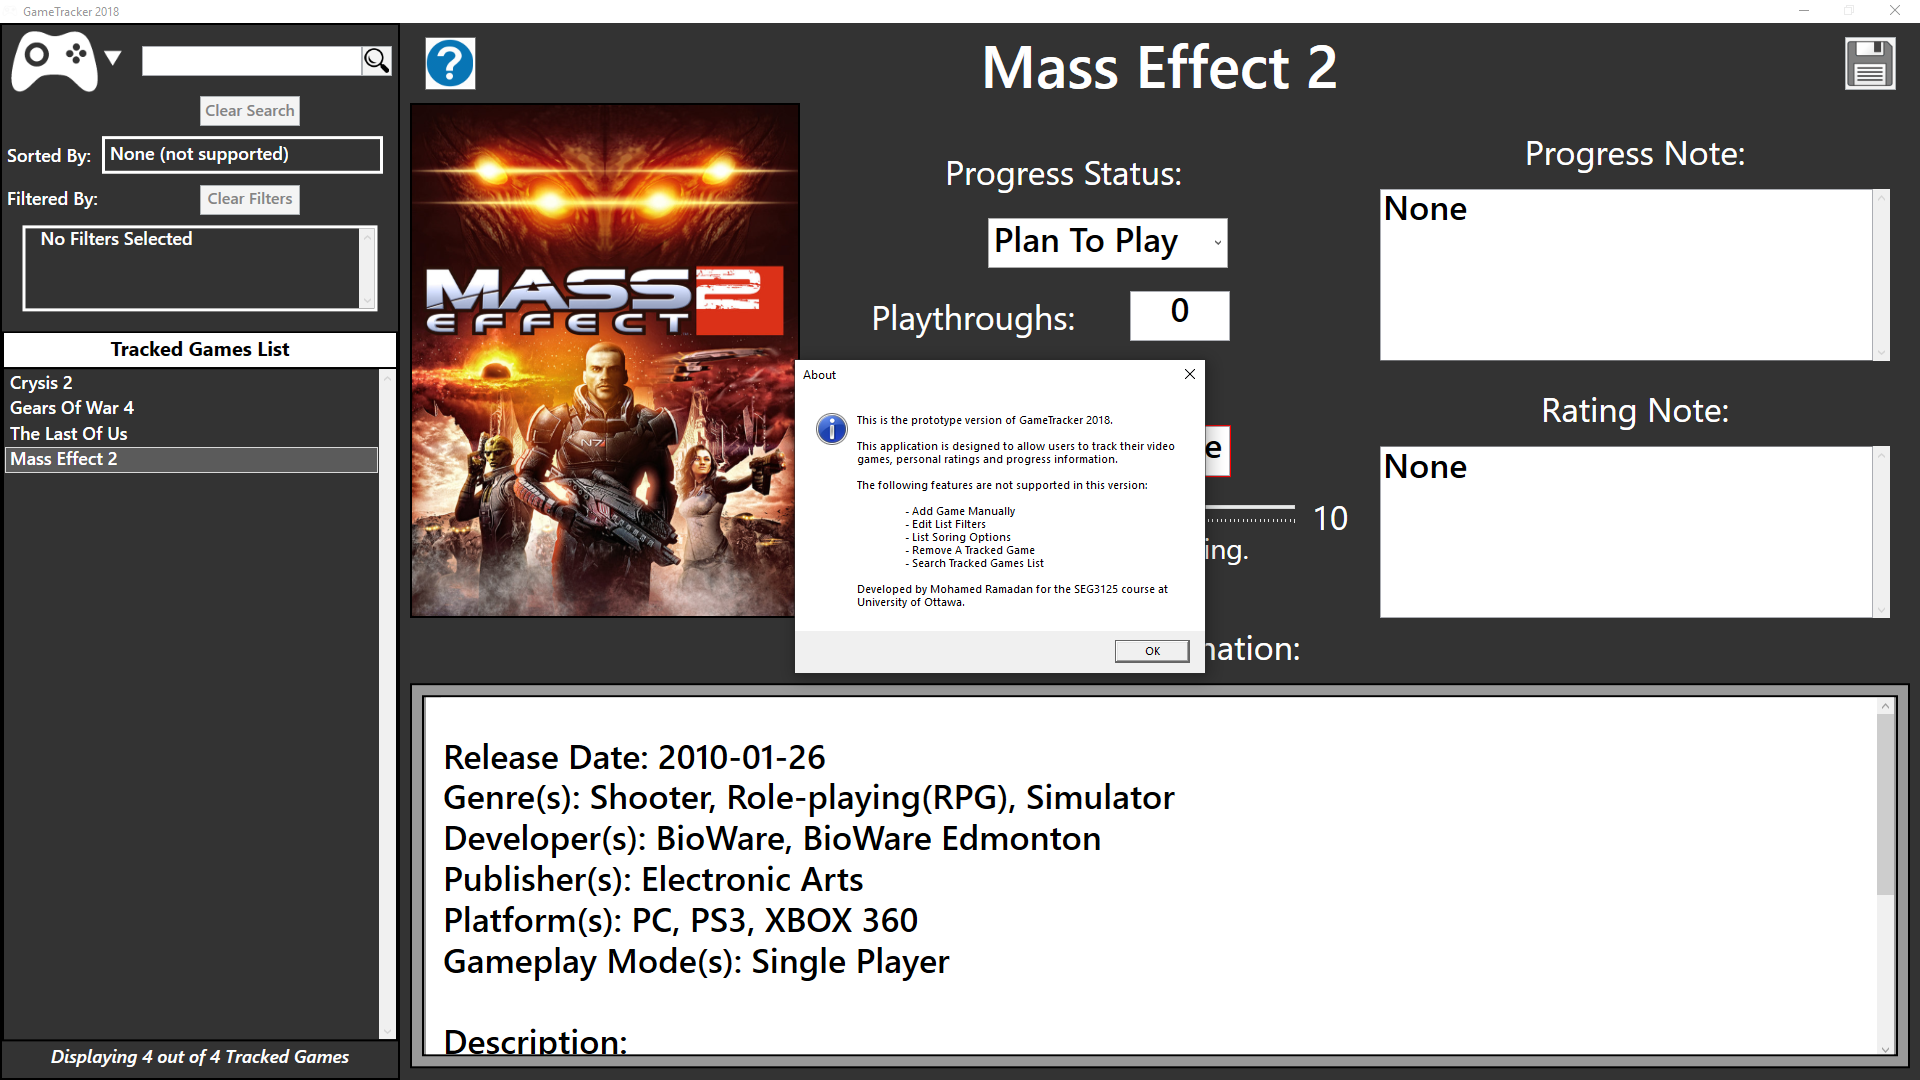 GameTracker 2018
Clear Search
Sorted By:
None (not supported)
Filtered By:
Clear Filters
No Filters Selected
Tracked Games List
Crysis 2
Gears Of War 4
The Last Of Us
Mass Effect 2
Displaying 4 out of 4 Tracked Games
?
Mass Effect 2
MASS 2
EFFECT
N7
Progress Status:
Plan To Play
Playthroughs:
0
e
10
ing.
nation:
Progress Note:
None
Rating Note:
None
About
This is the prototype version of GameTracker 2018.
This application is designed to allow users to track their video
games, personal ratings and progress information.
The following features are not supported in this version:
- Add Game Manually
- Edit List Filters
- List Soring Options
- Remove A Tracked Game
- Search Tracked Games List
Developed by Mohamed Ramadan for the SEG3125 course at
University of Ottawa.
OK
Release Date: 2010-01-26
Genre(s): Shooter, Role-playing(RPG), Simulator
Developer(s): BioWare, BioWare Edmonton
Publisher(s): Electronic Arts
Platform(s): PC, PS3, XBOX 360
Gameplay Mode(s): Single Player
Description: